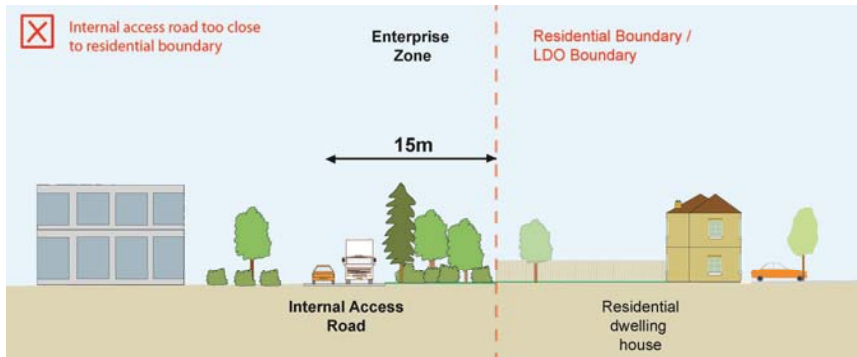 Internal access road too close
to residential boundary
Enterprise
Zone
Residential Boundary /
LDO Boundary
15m
Internal Access
Road
Residential
dwelling
house